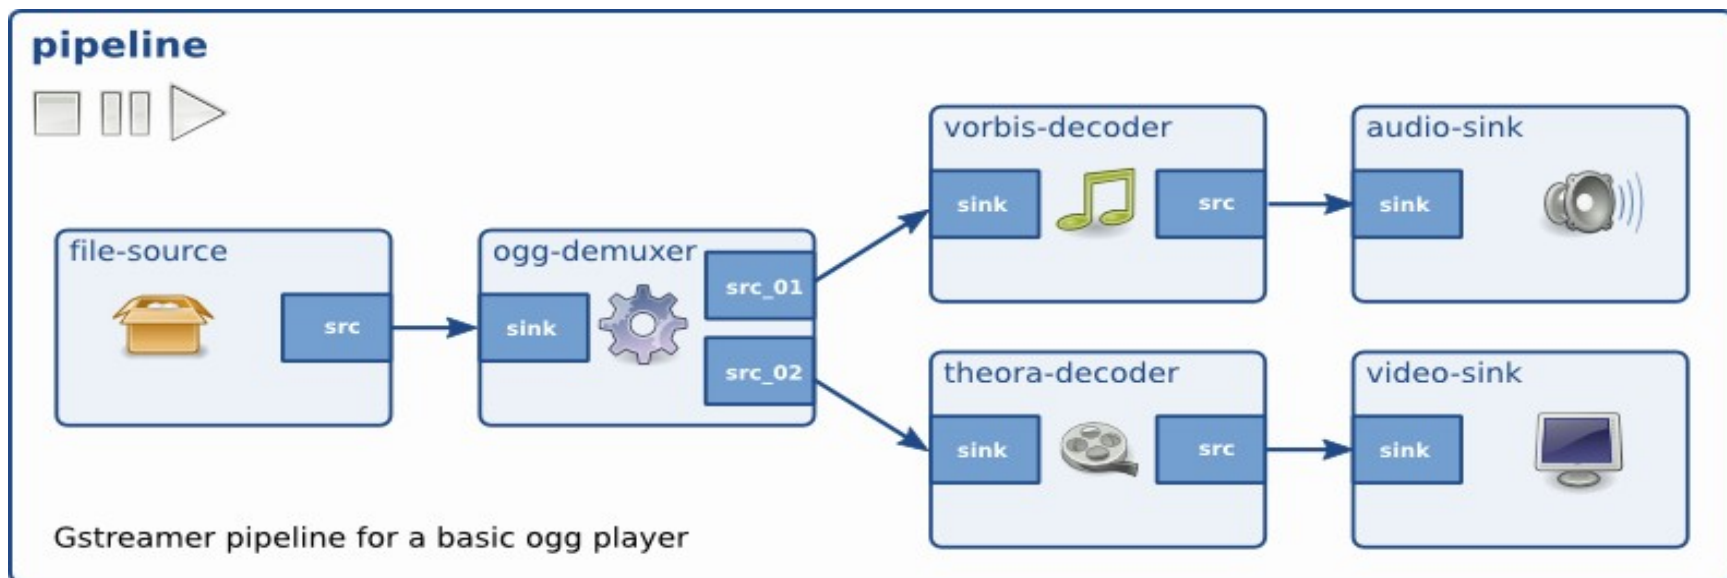 pipeline
file-source
src
ogg-demuxer
sink
src_01
src_02
vorbis-decoder
sink
src
audio-sink
sink
theora-decoder
sink
src
video-sink
sink
Gstreamer pipeline for a basic ogg player